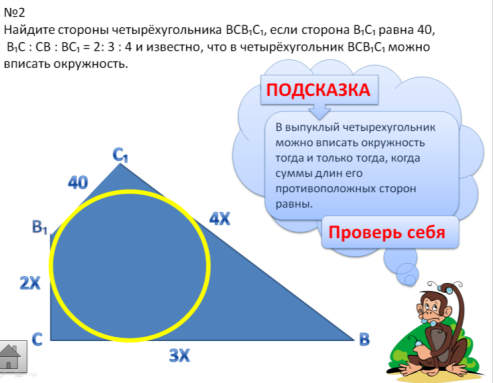 №2
Найдите стороны четырёхугольника BCB₁C₁, если сторона B₁C₁ равна 40,
B₁C : CB : BC₁ = 2: 3 : 4 и известно, что в четырёхугольник BCB₁C₁ можно
вписать окружность.
ПОДСКАЗКА
В выпуклый четырехугольник
можно вписать окружность
тогда и только тогда, когда
суммы длин его
противоположных сторон
равны.
Проверь себя
C₁
40
4X
B₁
2X
C
B
3X